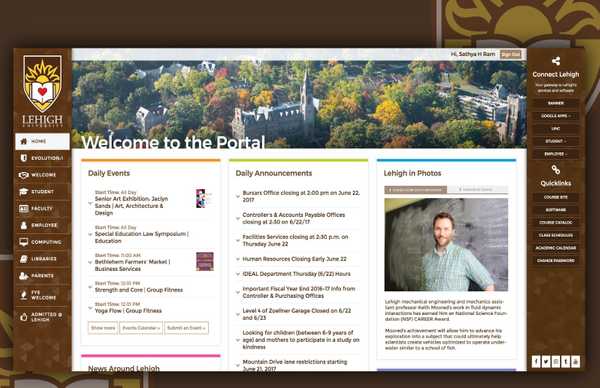 LEHIGH
UNIVERSITY
HOME
EVOLUTION
WELCOME
STUDENT
FACULTY
EMPLOYEE
COMPUTING
LIBRARIES
PARENTS
FYE
WELCOME
ADMITTED @
LEHIGH
Hi, Sathya H Ram
Sign Out
Welcome to the Portal
Daily Events
Start Time: All Day
Senior Art Exhibition: Jaclyn
Sands | Art, Architecture &
Design
Start Time: All Day
Special Education Law Symposium |
Education
Start Time: 11:00 AM
Bethlehem Farmers' Market |
Business Services
Start Time: 12:01 PM
Strength and Core | Group Fitness
Start Time: 12:01 PM
Yoga Flow | Group Fitness
Show more
Events Calendar »
Submit an Event »
News Around Lehigh
Daily Announcements
Bursars Office closing at 2:00 pm on June 22,
2017
Controller's & Accounts Payable Offices
closing at 2:30 on 6/22/17
Facilities Services closing at 2:30 p.m. on
Thursday June 22
Human Resources Closing Early June 22
IDEAL Department Thursday (6/22) Hours
Important Fiscal Year End 2016-17 Info from
Controller & Purchasing Offices
Level 4 of Zoellner Garage Closed on 6/22
and 6/23
Looking for children (between 6-9 years of
age) and mothers to participate in a study on
kindness
Mountain Drive lane restrictions starting
June 21, 2017
Lehigh in Photos
Lehigh mechanical engineering and mechanics assis-
tant professor Keith Moored's work in fluid dynamic
interactions has earned him an National Science Foun-
dation (NSF) CAREER Award.
Moored's achievement will allow him to advance his
exploration into a subject that could ultimately help
scientists create vehicles optimized to operate under-
water similar to a school of fish.
Connect Lehigh
Your gateway to Lehigh's
services and software
BANNER
GOOGLE APPS
STUDENT
EMPLOYEE
Quicklinks
COURSE SITE
SOFTWARE
COURSE CATALOG
CLASS SCHEDULES
ACADEMIC CALENDAR
CHANGE PASSWORD